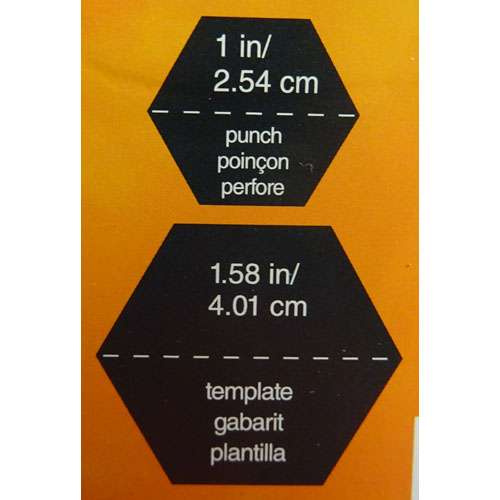 1 in/
2.54 cm
punch
poinçon
perfore
1.58 in/
4.01 cm
template
gabarit
plantilla